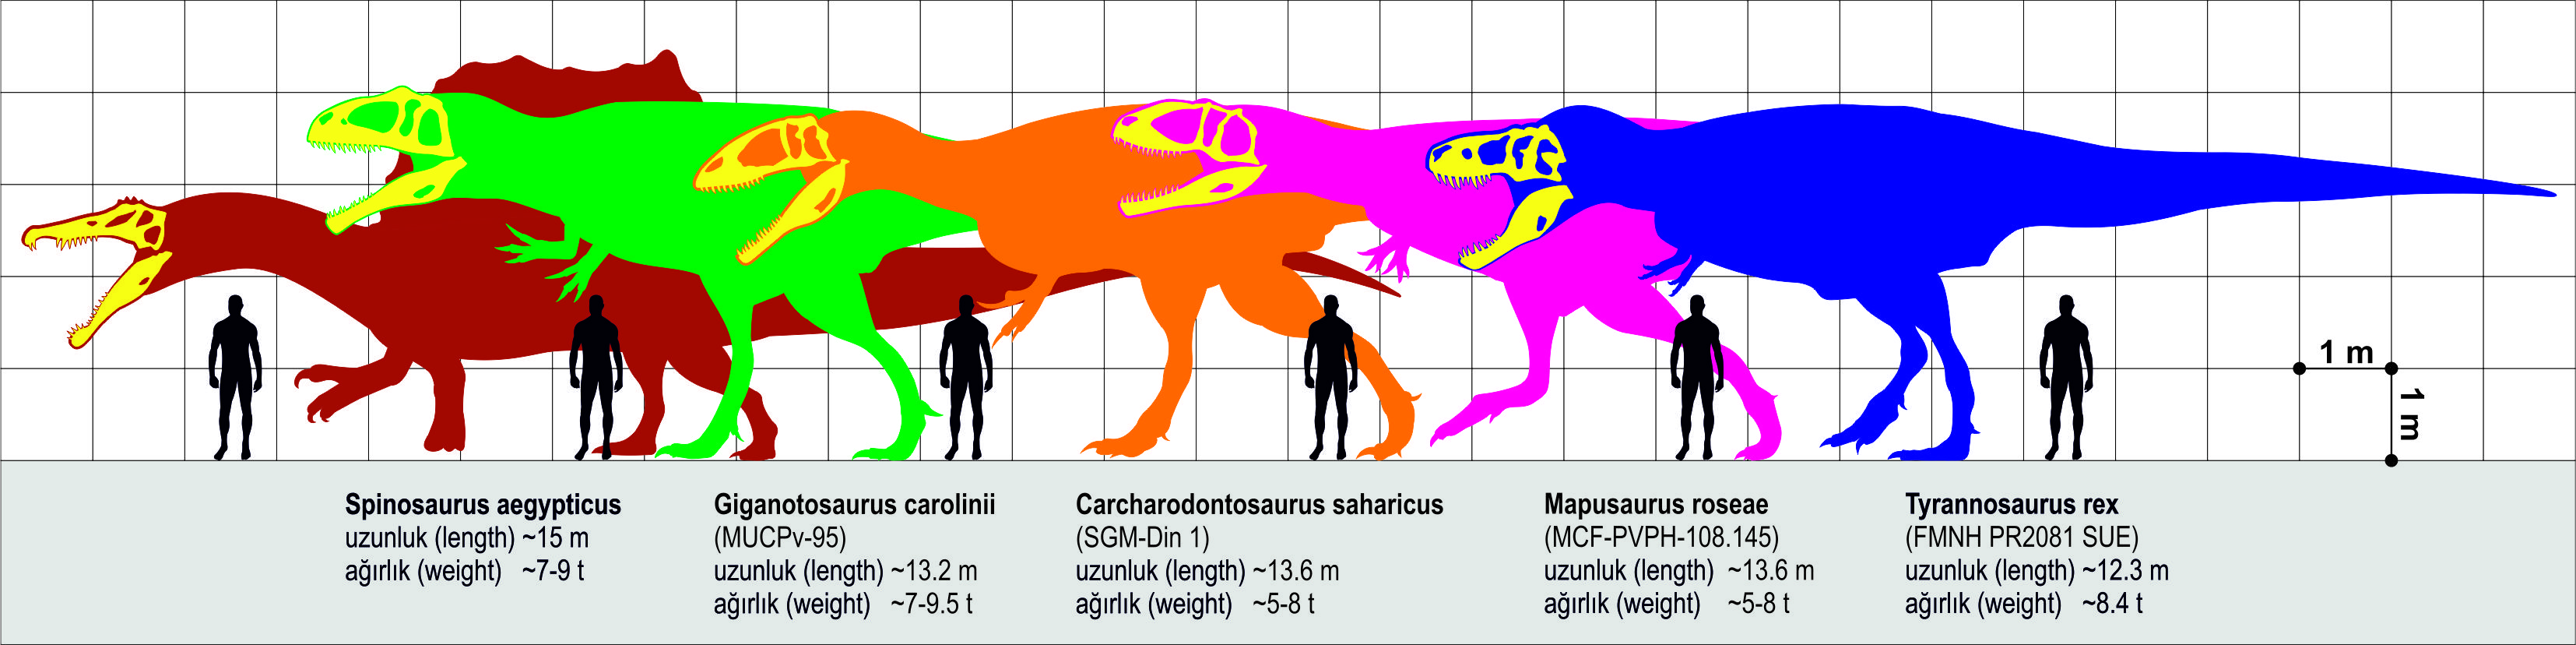 1 m
1 m
Spinosaurus aegypticus
uzunluk (length) ~15 m
ağırlık (weight) ~7-9 t
Giganotosaurus carolinii
(MUCPv-95)
uzunluk (length) ~13.2 m
ağırlık (weight) ~7-9.5 t
Carcharodontosaurus saharicus
(SGM-Din 1)
uzunluk (length) ~13.6 m
ağırlık (weight) ~5-8 t
Mapusaurus roseae
(MCF-PVPH-108.145)
uzunluk (length) ~13.6 m
ağırlık (weight) ~5-8 t
Tyrannosaurus rex
(FMNH PR2081 SUE)
uzunluk (length) ~12.3 m
ağırlık (weight) ~8.4 t